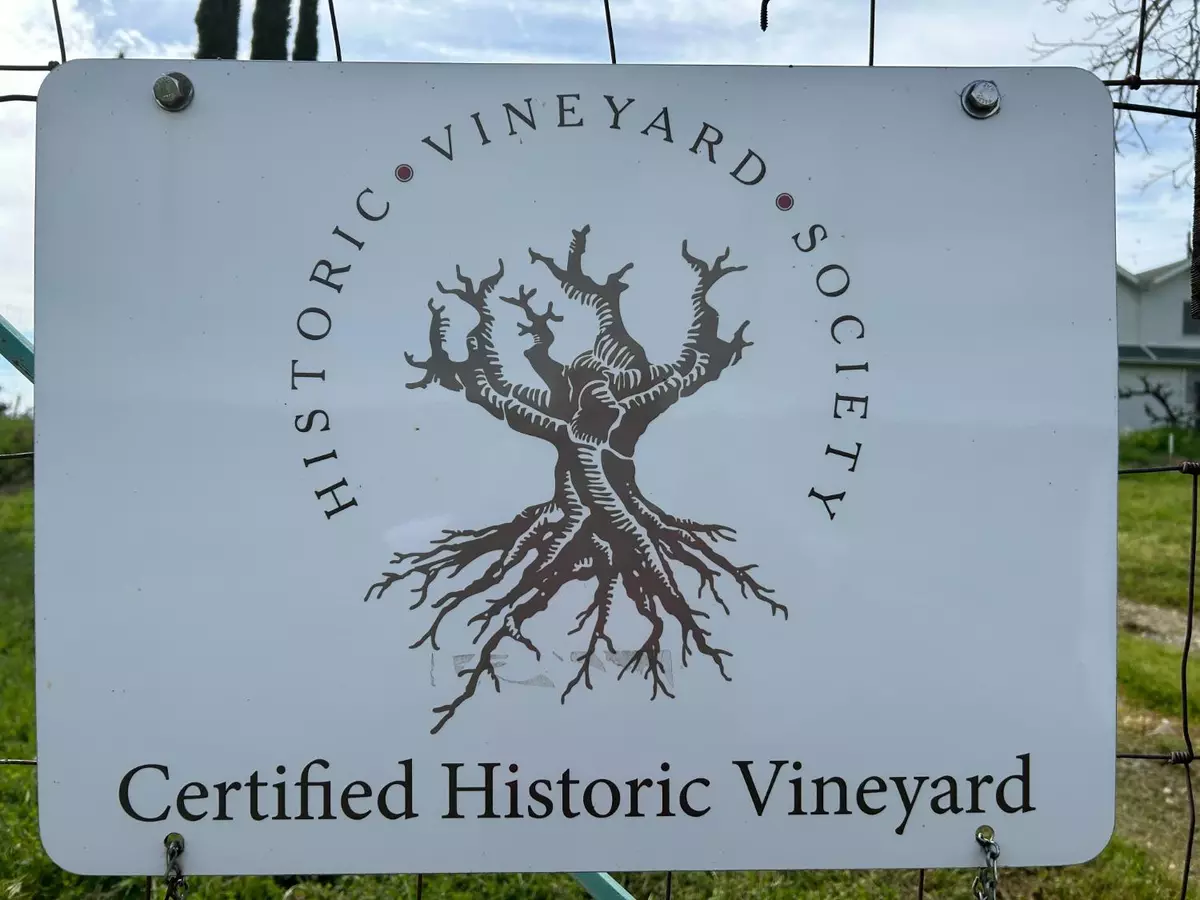 HISTORIC • VINEYARD • SOCIETY
Certified Historic Vineyard